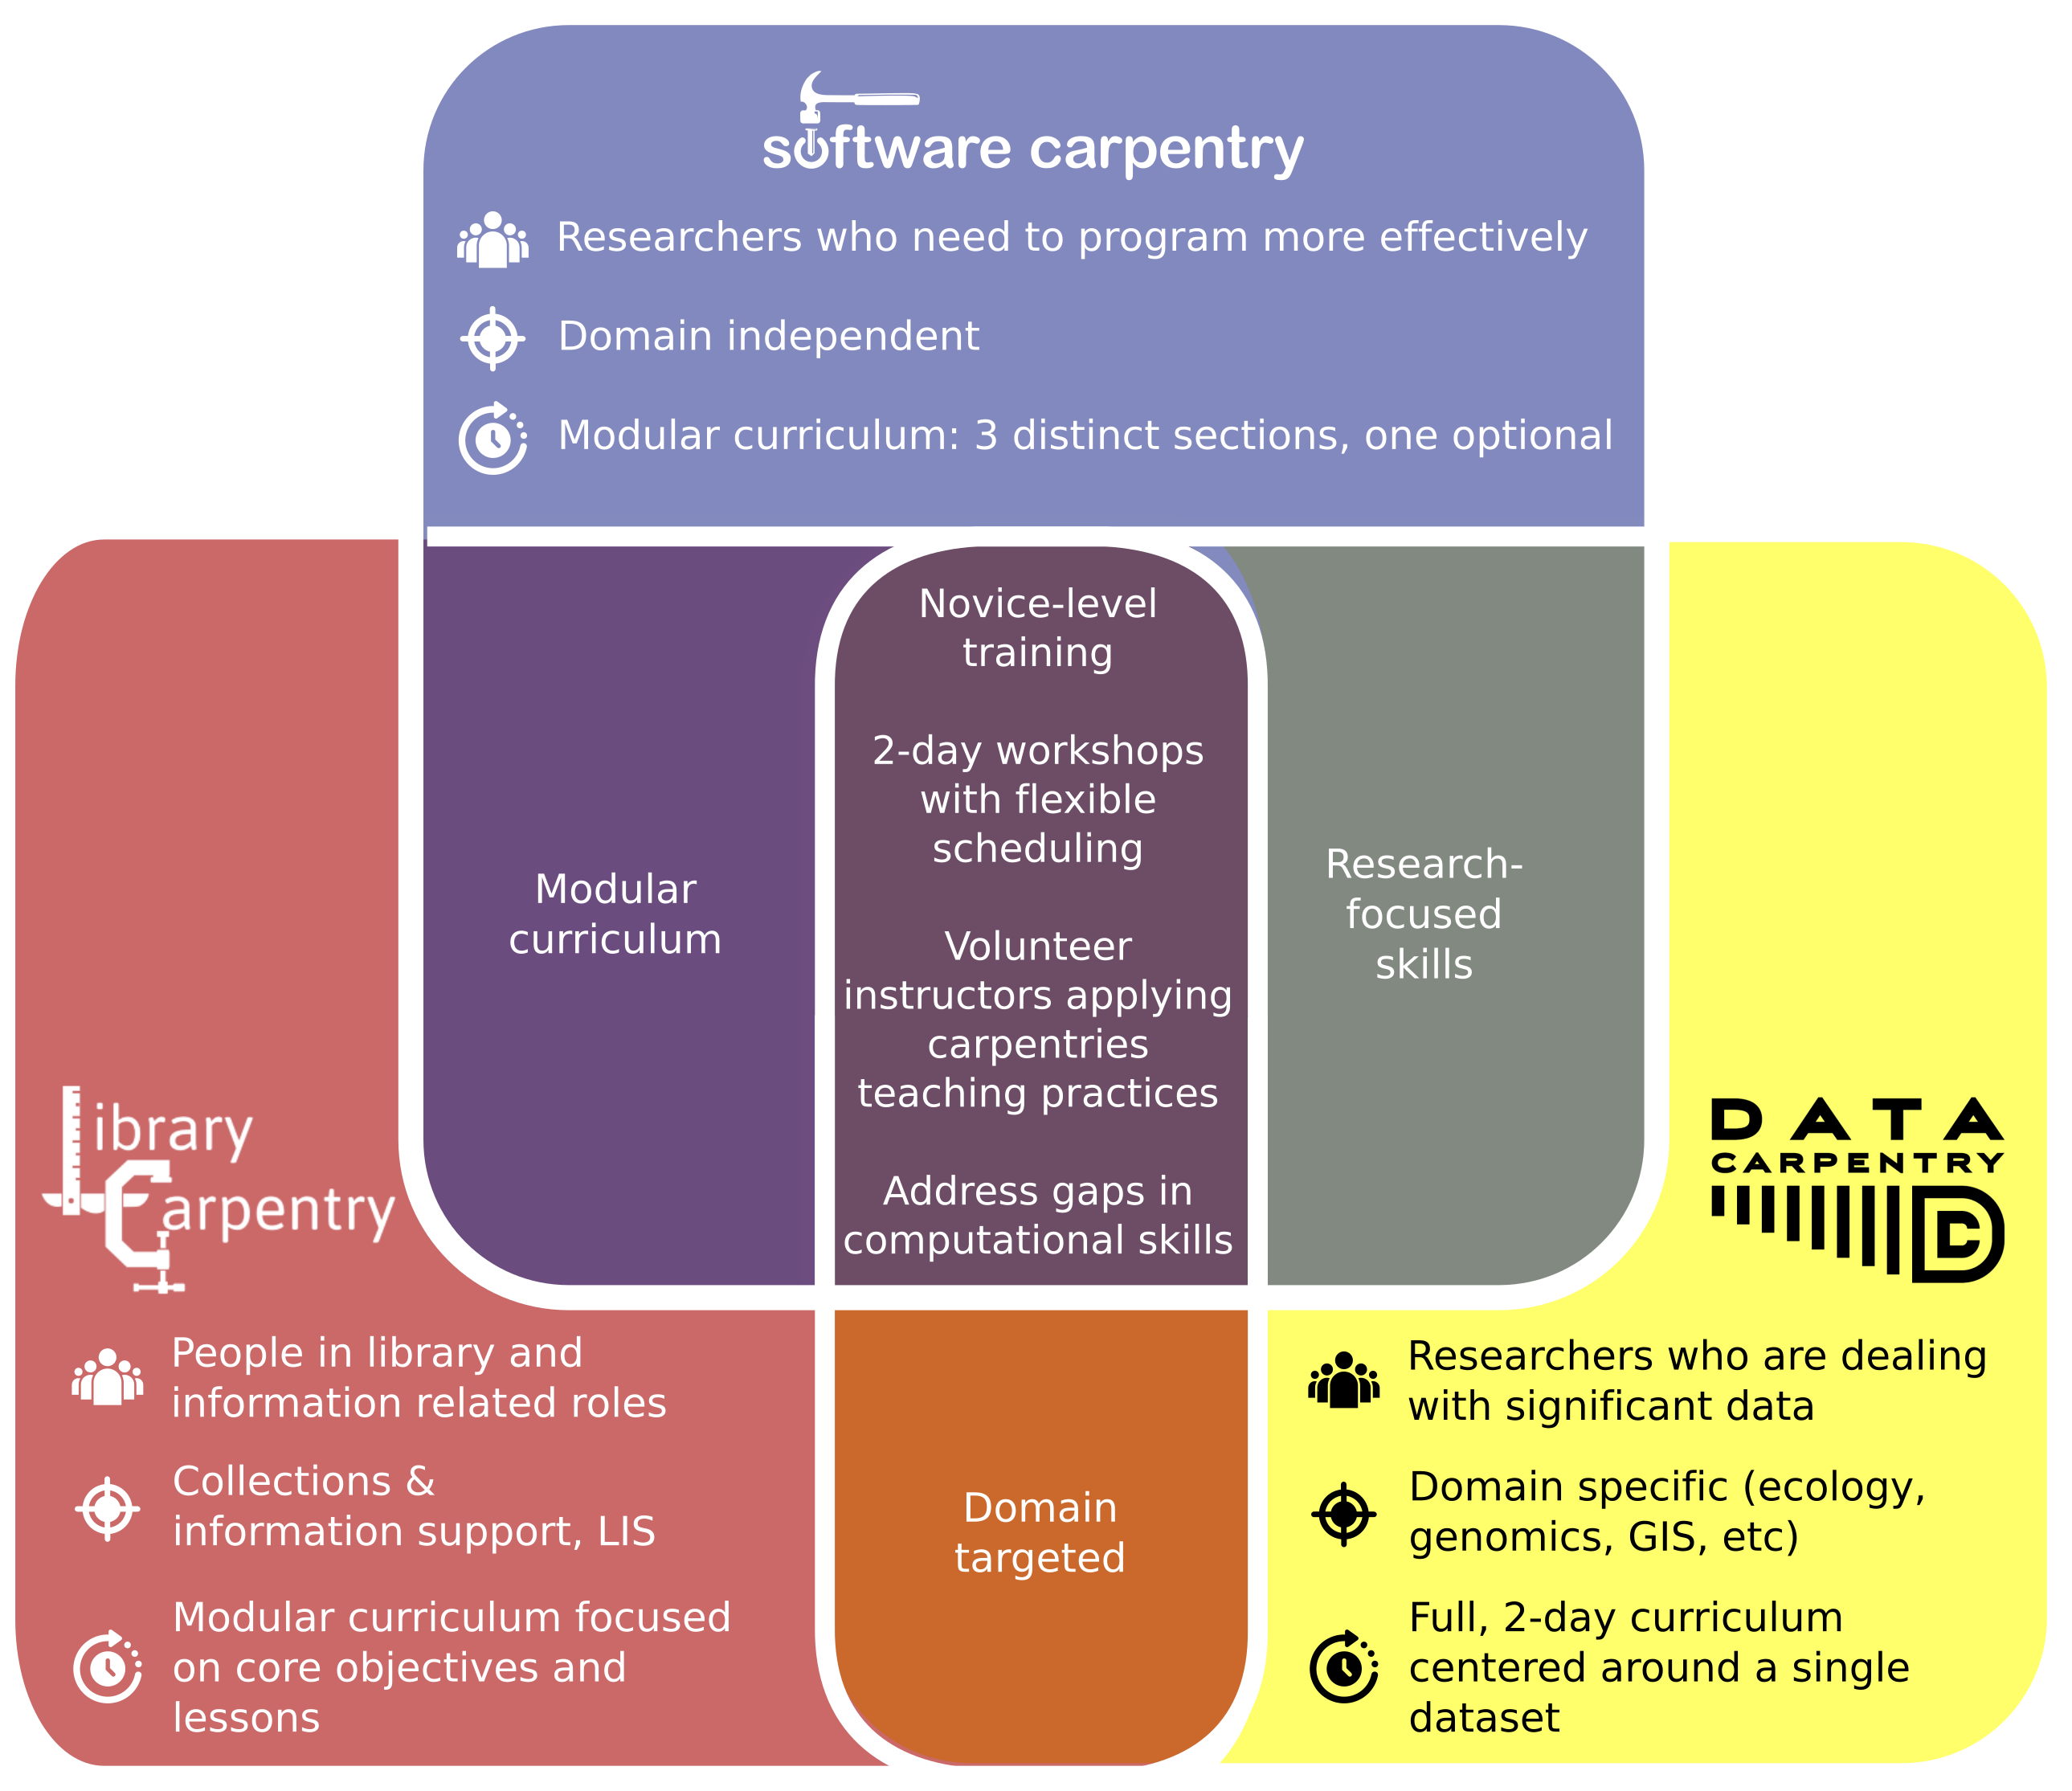 software carpentry
Researchers who need to program more effectively
Domain independent
Modular curriculum: 3 distinct sections, one optional
Novice-level
training
2-day workshops
with flexible
scheduling
Volunteer
instructors applying
carpentries
teaching practices
Address gaps in
computational skills
Modular
curriculum
Research-
focused
skills
Library
Carpentry
People in library and
information related roles
Collections &
information support, LIS
Modular curriculum focused
on core objectives and
lessons
Domain
targeted
DATA
CARPENTRY
Researchers who are dealing
with significant data
Domain specific (ecology,
genomics, GIS, etc)
Full, 2-day curriculum
centered around a single
dataset